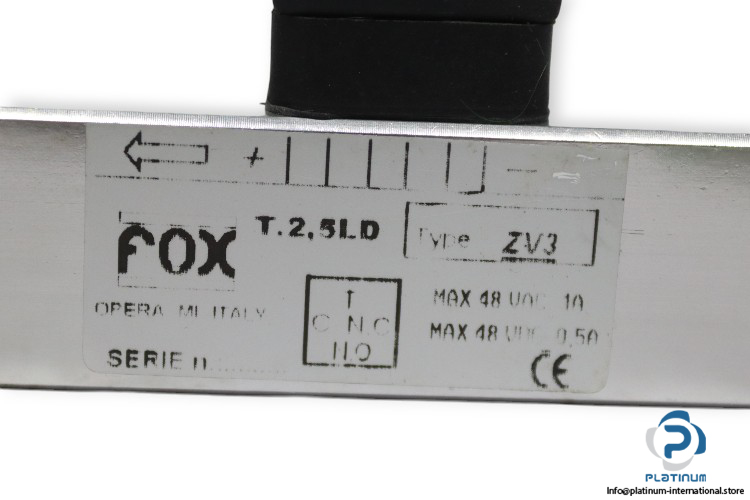 + −
FOX T.2,5LD Type ZV3
OPERA MI ITALY
↑
C N.C
N.O
MAX 48 VAC 1A
MAX 48 0,5A
SERIE n
CE
PLATINUM
Info@platinum-international.store